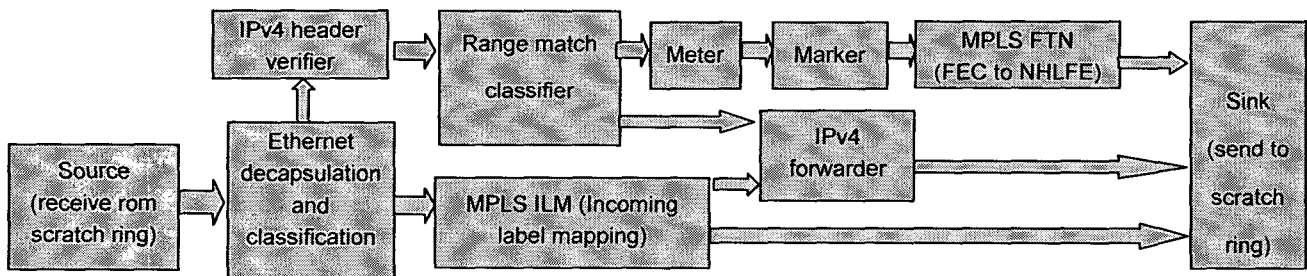 IPv4 header
verifier
Range match
classifier
Meter
Marker
MPLS FTN
(FEC to NHLFE)
Sink
(send to
scratch
ring)
Source
(receive rom
scratch ring)
Ethernet
decapsulation
and
classification
IPv4
forwarder
MPLS ILM (Incoming
label mapping)